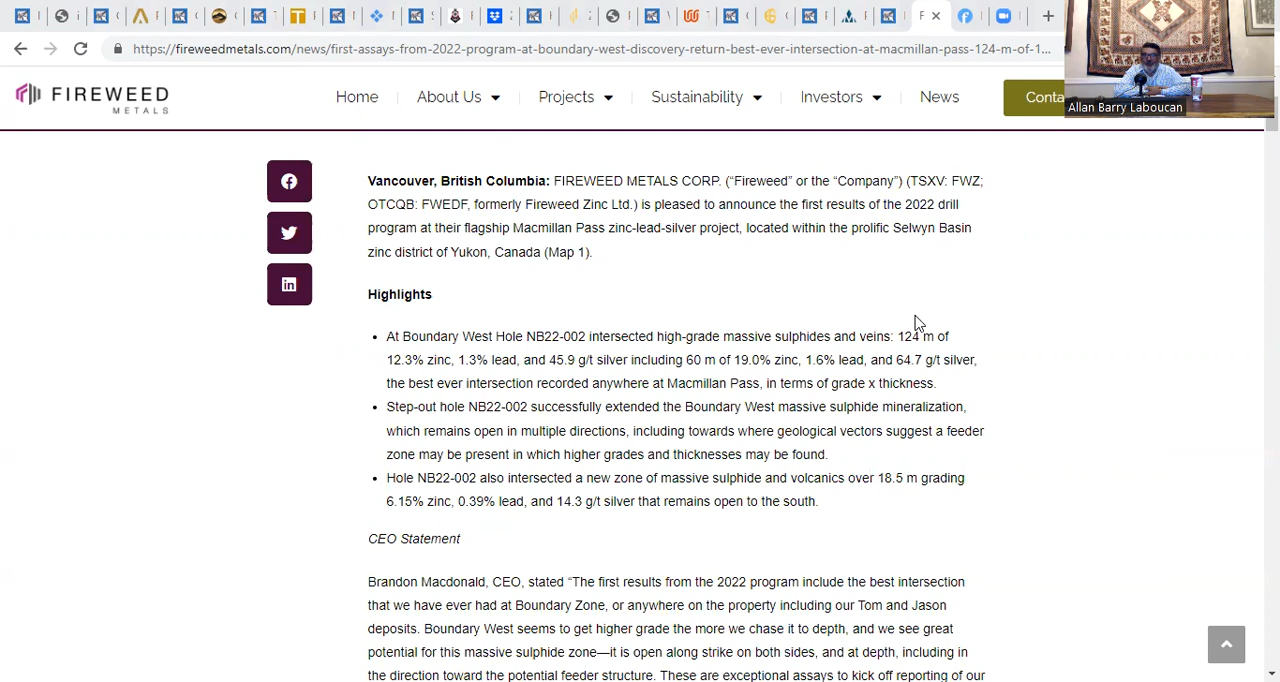 https://fireweedmetals.com/news/first-assays-from-2022-program-at-boundary-west-discovery-return-best-ever-intersection-at-macmillan-pass-124-m-of-1...
FIREWEED
METALS
Home
About Us
Projects
Sustainability
Investors
News
Conta
Allan Barry Laboucan
Vancouver, British Columbia: FIREWEED METALS CORP. (“Fireweed” or the “Company”) (TSXV: FWZ;
OTCQB: FWEDF, formerly Fireweed Zinc Ltd.) is pleased to announce the first results of the 2022 drill
program at their flagship Macmillan Pass zinc-lead-silver project, located within the prolific Selwyn Basin
zinc district of Yukon, Canada (Map 1).
Highlights
• At Boundary West Hole NB22-002 intersected high-grade massive sulphides and veins: 124 m of
12.3% zinc, 1.3% lead, and 45.9 g/t silver including 60 m of 19.0% zinc, 1.6% lead, and 64.7 g/t silver,
the best ever intersection recorded anywhere at Macmillan Pass, in terms of grade x thickness.
• Step-out hole NB22-002 successfully extended the Boundary West massive sulphide mineralization,
which remains open in multiple directions, including towards where geological vectors suggest a feeder
zone may be present in which higher grades and thicknesses may be found.
• Hole NB22-002 also intersected a new zone of massive sulphide and volcanics over 18.5 m grading
6.15% zinc, 0.39% lead, and 14.3 g/t silver that remains open to the south.
CEO Statement
Brandon Macdonald, CEO, stated “The first results from the 2022 program include the best intersection
that we have ever had at Boundary Zone, or anywhere on the property including our Tom and Jason
deposits. Boundary West seems to get higher grade the more we chase it to depth, and we see great
potential for this massive sulphide zone—it is open along strike on both sides, and at depth, including in
the direction toward the potential feeder structure. These are exceptional assays to kick off reporting of our